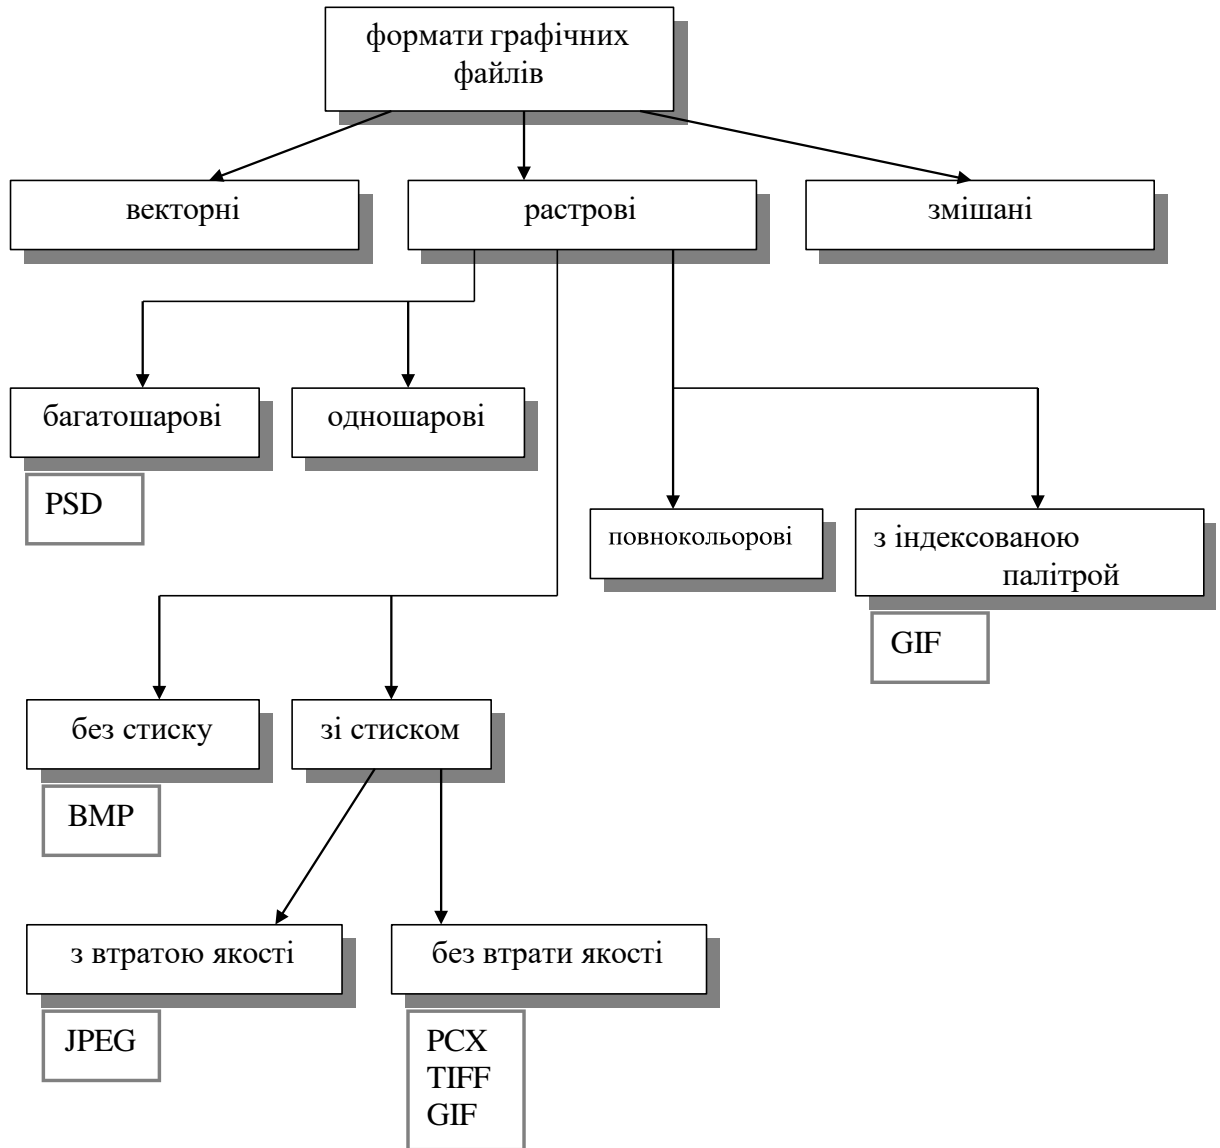 формати графічних
файлів
векторні
растрові
змішані
багатошарові
одношарові
PSD
повнокольорові
з індексованою
палітрой
GIF
без стиску
зі стиском
BMP
з втратою якості
без втрати якості
JPEG
PCX
TIFF
GIF